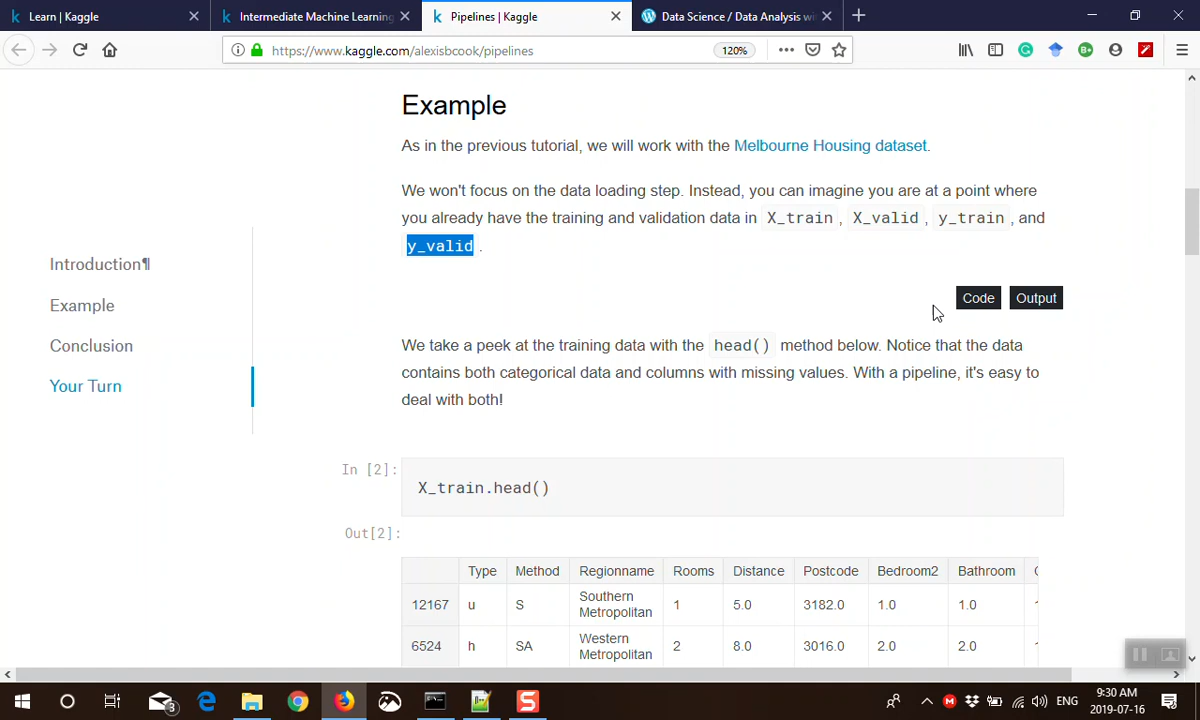 Learn | Kaggle
Intermediate Machine Learning
Pipelines | Kaggle
Data Science / Data Analysis wi
https://www.kaggle.com/alexisbcook/pipelines
120%
Example
As in the previous tutorial, we will work with the Melbourne Housing dataset.
We won't focus on the data loading step. Instead, you can imagine you are at a point where
you already have the training and validation data in X_train, X_valid, y_train, and
y_valid.
Introduction¶
Example
Conclusion
Your Turn
Code Output
We take a peek at the training data with the head() method below. Notice that the data
contains both categorical data and columns with missing values. With a pipeline, it's easy to
deal with both!
In [2]:
X_train.head()
Out[2]:
Type Method Regionname Rooms Distance Postcode Bedroom2 Bathroom
12167 u S Southern Metropolitan 1 5.0 3182.0 1.0 1.0
6524 h SA Western Metropolitan 2 8.0 3016.0 2.0 2.0
3
ENG
9:30 AM
2019-07-16